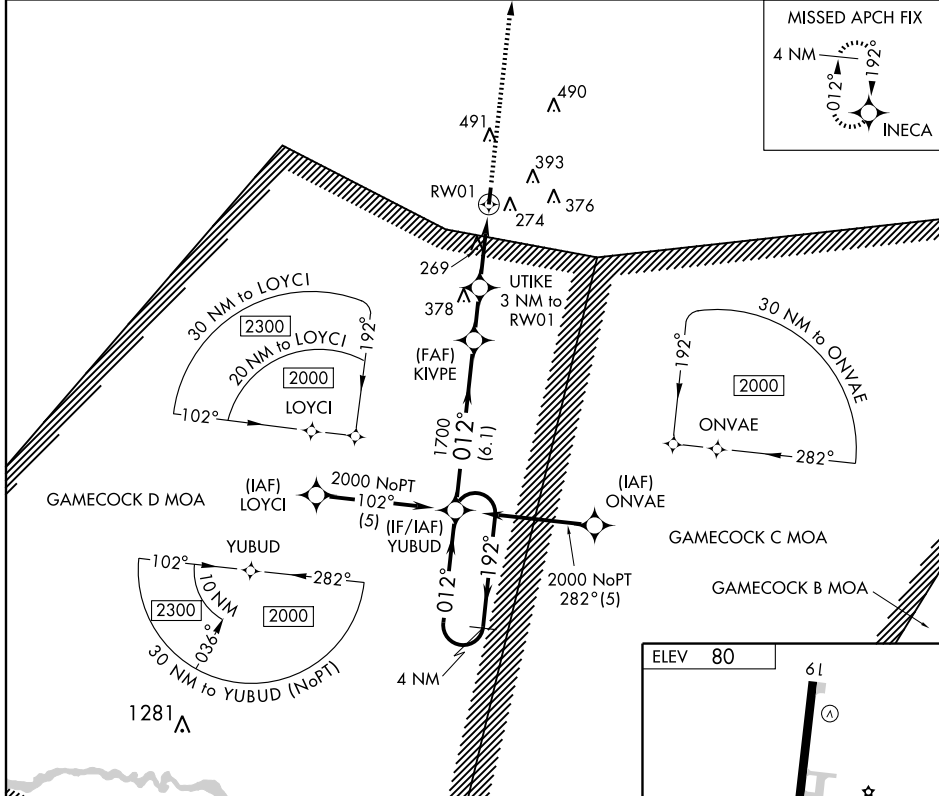 MISSED APCH FIX
4 NM
192°
012°
INECA
490
491
393
RW01
376
274
269
UTIKE
3 NM to
RW01
378
30 NM to LOYCI
2300
20 NM to LOYCI
2000
192°
LOYCI
102°
(FAF)
KIVPE
30 NM to ONVAE
192°
2000
ONVAE
282°
1700
012°
(6.1)
GAMECOCK D MOA
(IAF)
LOYCI
2000 NoPT
102°
(5)
(IF/IAF)
YUBUD
(IAF)
ONVAE
GAMECOCK C MOA
2000 NoPT
282°(5)
GAMECOCK B MOA
YUBUD
102°
282°
10 NM
2300
2000
036°
30 NM to YUBUD (NoPT)
012°
192°
4 NM
1281
ELEV 80
19
V